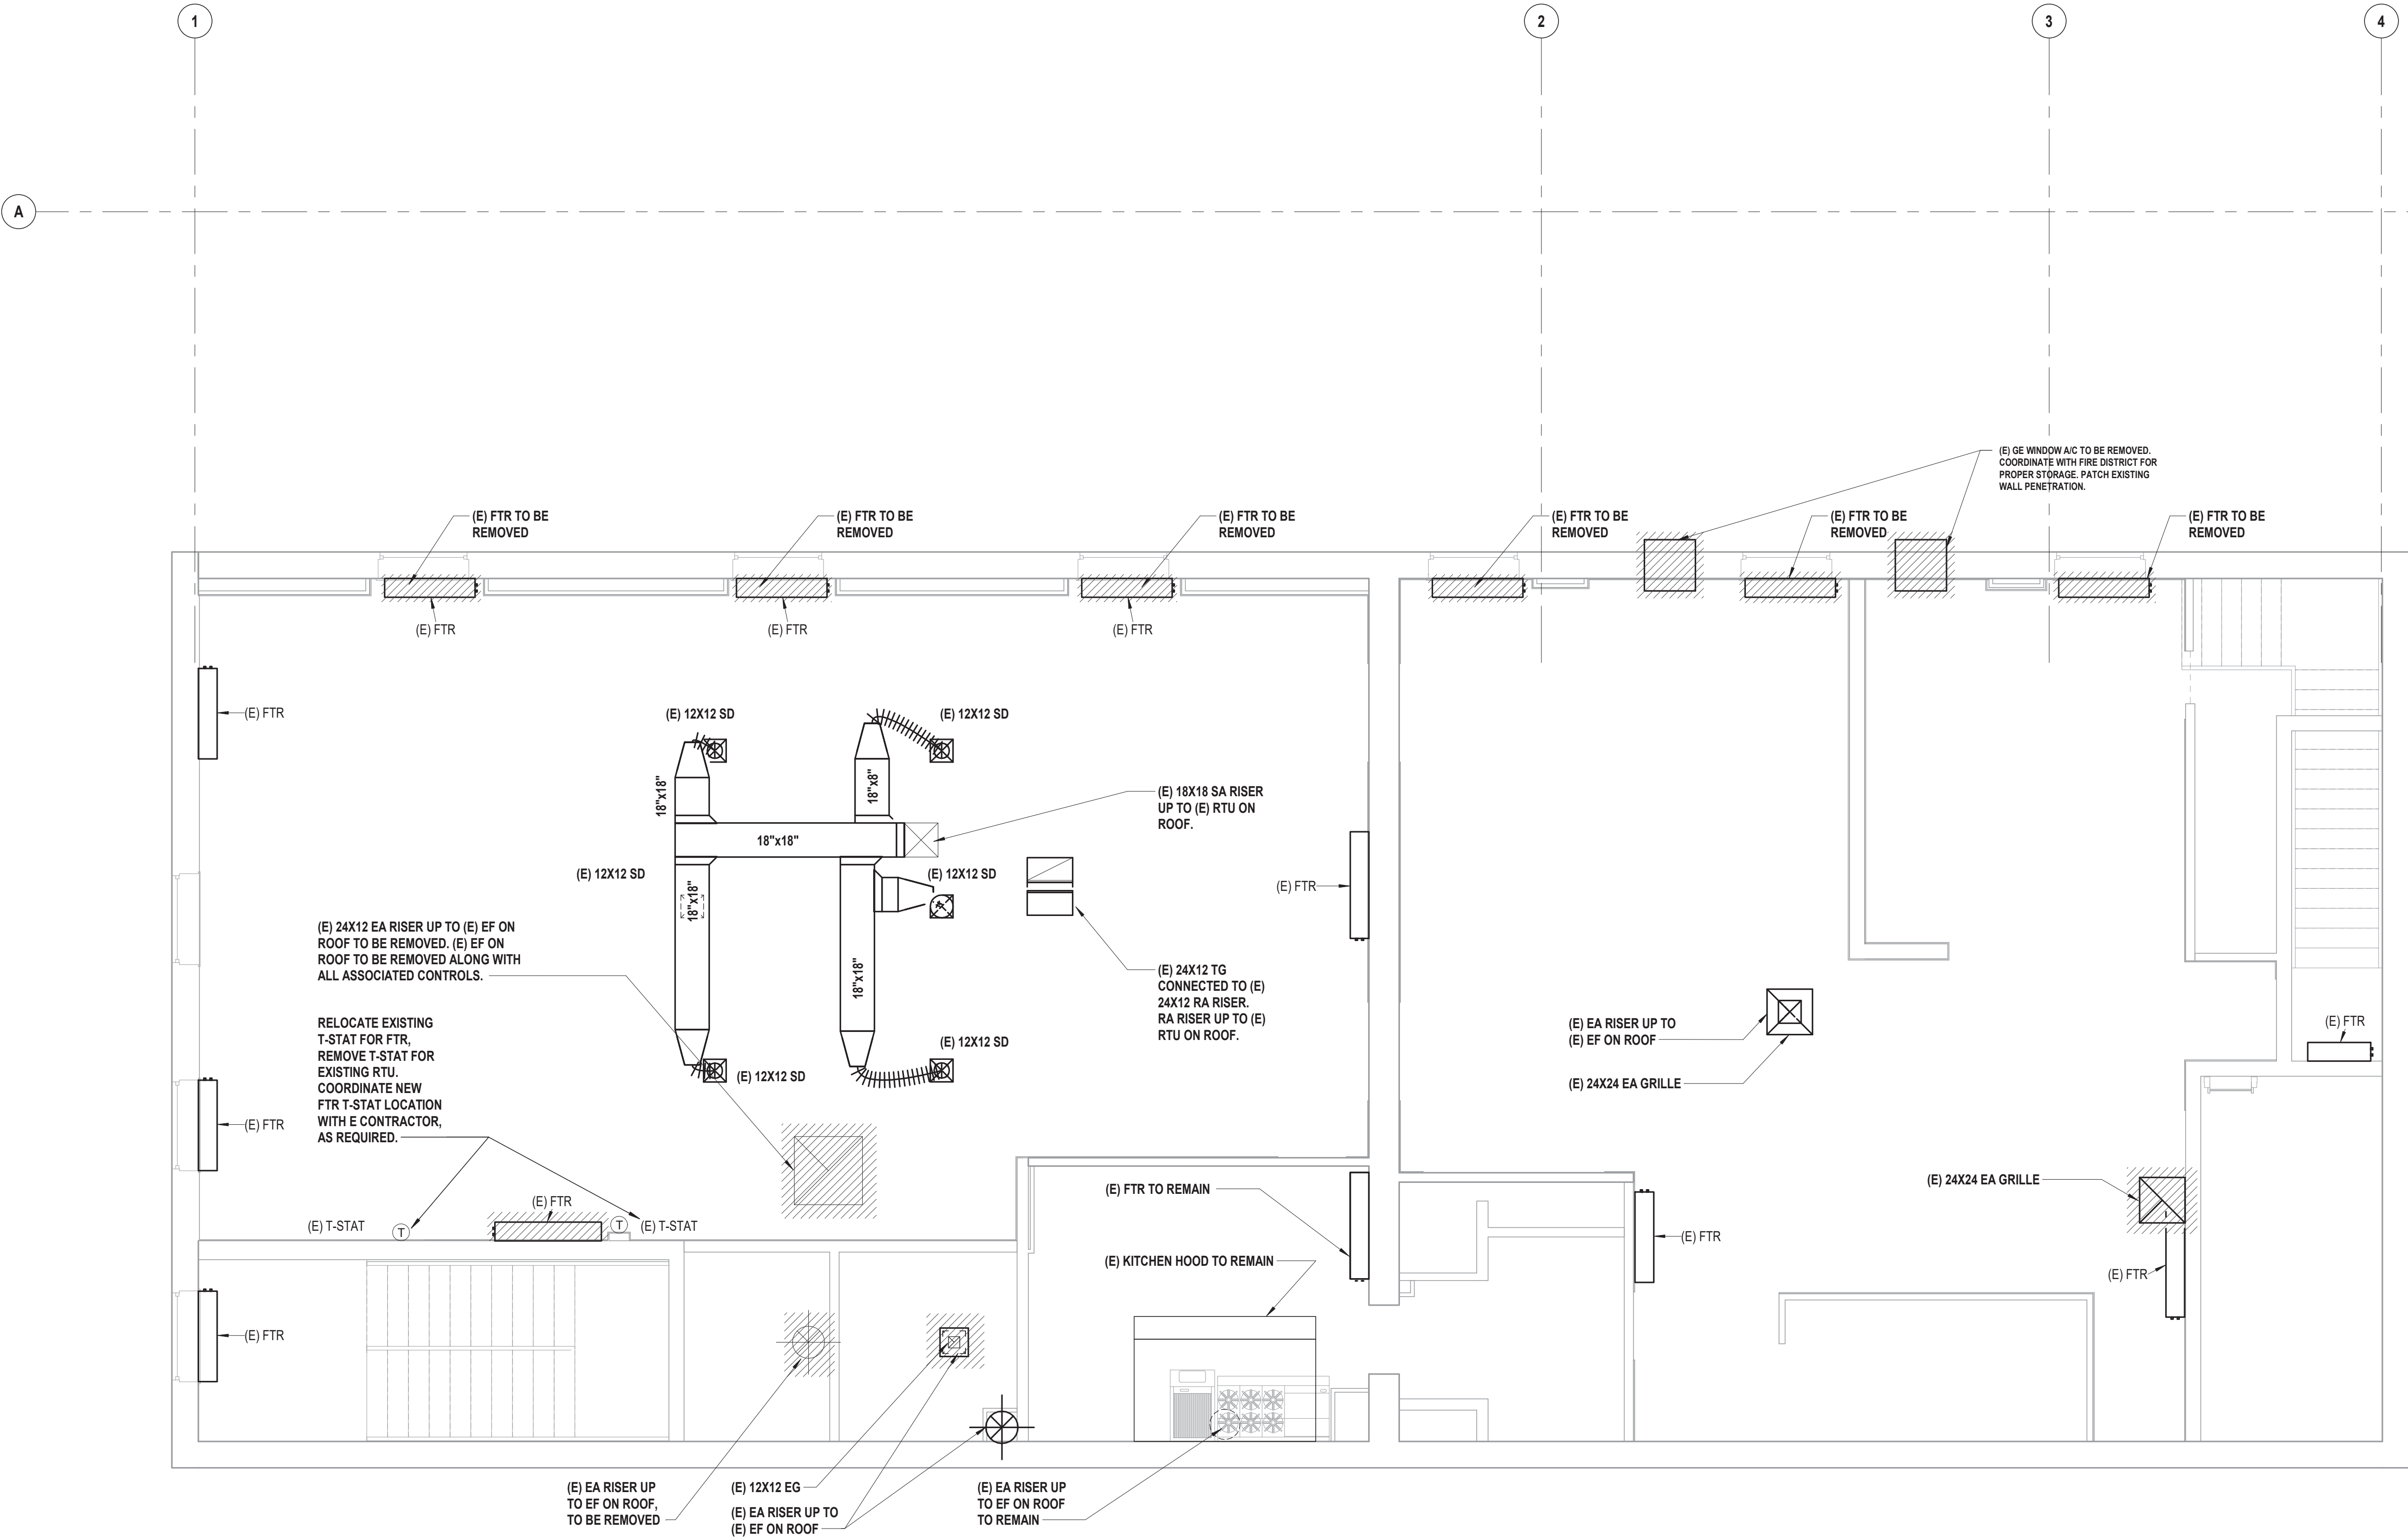 1
2
3
4
A
(E) GE WINDOW A/C TO BE REMOVED.
COORDINATE WITH FIRE DISTRICT FOR
PROPER STORAGE. PATCH EXISTING
WALL PENETRATION.
(E) FTR TO BE
REMOVED
(E) FTR TO BE
REMOVED
(E) FTR TO BE
REMOVED
(E) FTR TO BE
REMOVED
(E) FTR TO BE
REMOVED
(E) FTR TO BE
REMOVED
(E) FTR
(E) FTR
(E) FTR
(E) FTR
(E) 12X12 SD
(E) 12X12 SD
18"x18"
18"x8"
(E) 18X18 SA RISER
UP TO (E) RTU ON
ROOF.
18"x18"
(E) 12X12 SD
(E) 12X12 SD
18"x18"
(E) FTR
(E) 24X12 EA RISER UP TO (E) EF ON
ROOF TO BE REMOVED. (E) EF ON
ROOF TO BE REMOVED ALONG WITH
ALL ASSOCIATED CONTROLS.
18"x18"
(E) 24X12 TG
CONNECTED TO (E)
24X12 RA RISER.
RA RISER UP TO (E)
RTU ON ROOF.
RELOCATE EXISTING
T-STAT FOR FTR,
REMOVE T-STAT FOR
EXISTING RTU.
COORDINATE NEW
FTR T-STAT LOCATION
WITH E CONTRACTOR,
AS REQUIRED.
(E) 12X12 SD
(E) 12X12 SD
(E) EA RISER UP TO
(E) EF ON ROOF
(E) 24X24 EA GRILLE
(E) FTR
(E) FTR
(E) FTR TO REMAIN
(E) 24X24 EA GRILLE
(E) FTR
(E) T-STAT
T
T
(E) T-STAT
(E) FTR
(E) KITCHEN HOOD TO REMAIN
(E) FTR
(E) FTR
(E) EA RISER UP
TO EF ON ROOF,
TO BE REMOVED
(E) 12X12 EG
(E) EA RISER UP TO
(E) EF ON ROOF
(E) EA RISER UP
TO EF ON ROOF
TO REMAIN